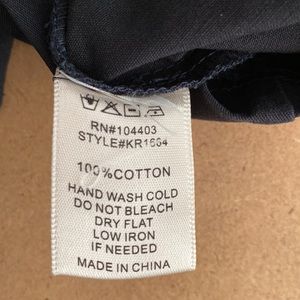 RN#104403
STYLE#KR1664
100%COTTON
HAND WASH COLD
DO NOT BLEACH
DRY FLAT
LOW IRON
IF NEEDED
MADE IN CHINA